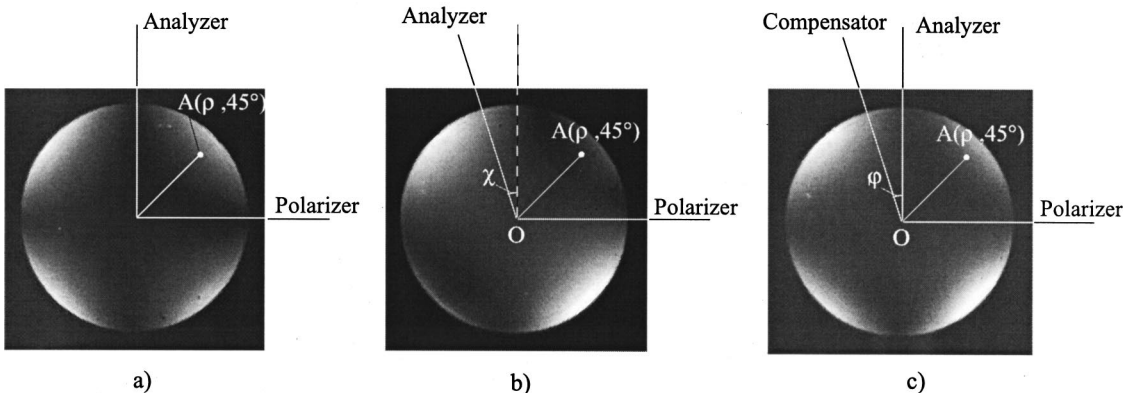 Analyzer
A(ρ ,45°)
Polarizer
a)
Analyzer
A(ρ ,45°)
χ
Polarizer
O
b)
Compensator
Analyzer
A(ρ ,45°)
φ
Polarizer
O
c)